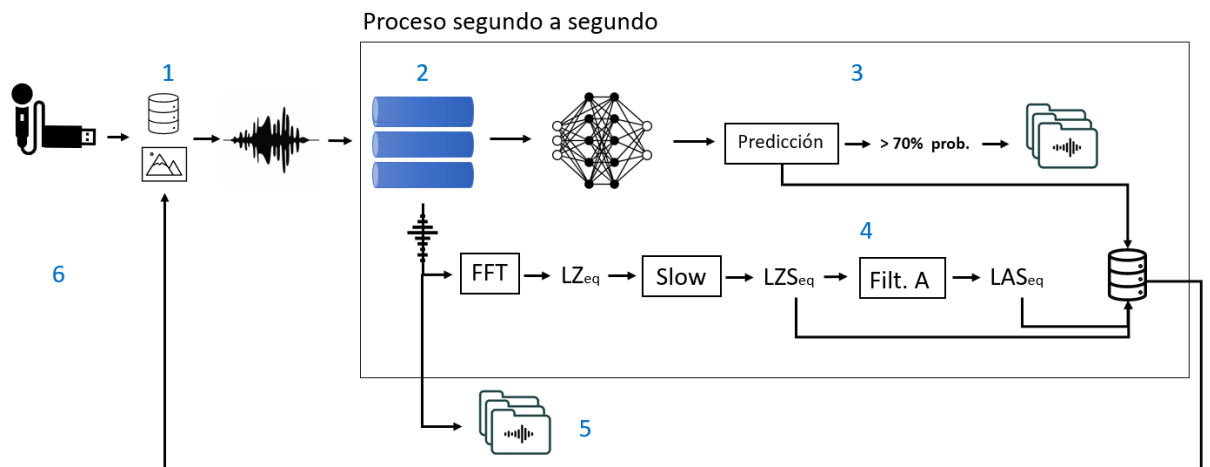 Proceso segundo a segundo
1
2
3
Predicción
> 70% prob.
4
6
FFT
LZeq
Slow
LZSeq
Filt. A
LASeq
5